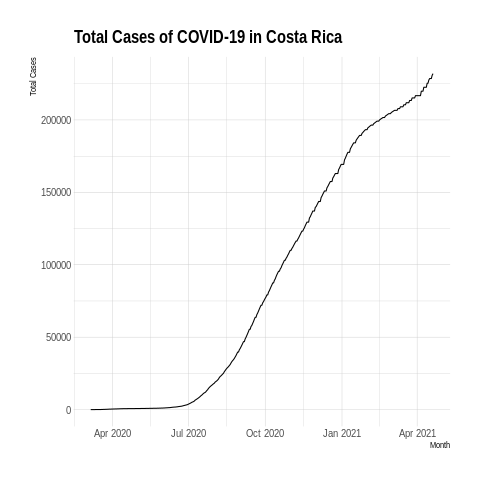 Total Cases of COVID-19 in Costa Rica
Total Cases
200000
150000
100000
50000
0
Apr 2020 Jul 2020 Oct 2020 Jan 2021 Apr 2021
Month